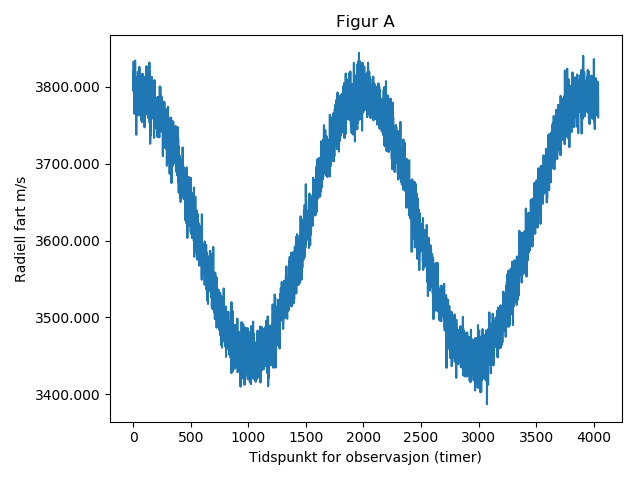 Figur A
Radiell fart m/s
3800.000
3700.000
3600.000
3500.000
3400.000
0 500 1000 1500 2000 2500 3000 3500 4000
Tidspunkt for observasjon (timer)